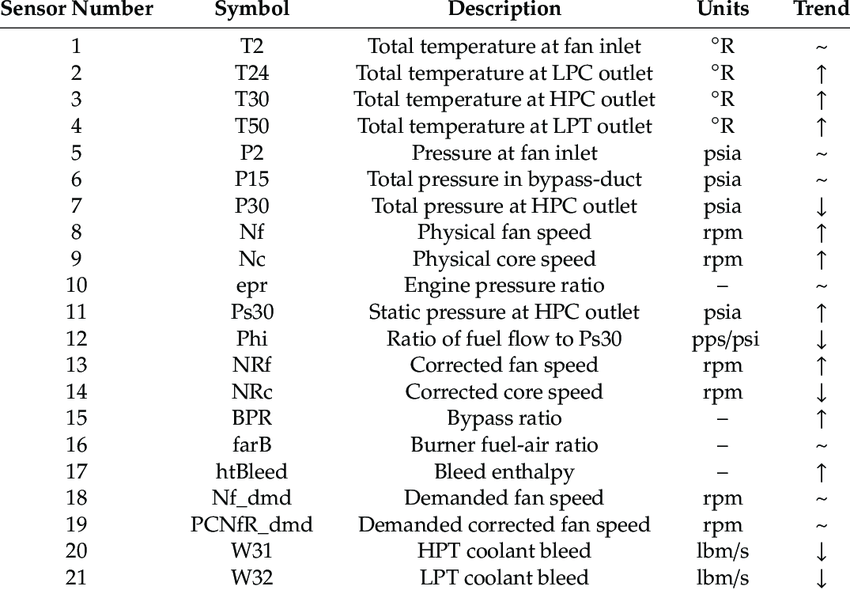 Sensor Number Symbol Description Units Trend
1 T2 Total temperature at fan inlet °R ~
2 T24 Total temperature at LPC outlet °R ↑
3 T30 Total temperature at HPC outlet °R ↑
4 T50 Total temperature at LPT outlet °R ↑
5 P2 Pressure at fan inlet psia ~
6 P15 Total pressure in bypass-duct psia ~
7 P30 Total pressure at HPC outlet psia ↓
8 Nf Physical fan speed rpm ↑
9 Nc Physical core speed rpm ↑
10 epr Engine pressure ratio – ~
11 Ps30 Static pressure at HPC outlet psia ↑
12 Phi Ratio of fuel flow to Ps30 pps/psi ↓
13 NRf Corrected fan speed rpm ↑
14 NRc Corrected core speed rpm ↓
15 BPR Bypass ratio – ↑
16 farB Burner fuel-air ratio – ~
17 htBleed Bleed enthalpy – ↑
18 Nf_dmd Demanded fan speed rpm ~
19 PCNfR_dmd Demanded corrected fan speed rpm ~
20 W31 HPT coolant bleed lbm/s ↓
21 W32 LPT coolant bleed lbm/s ↓